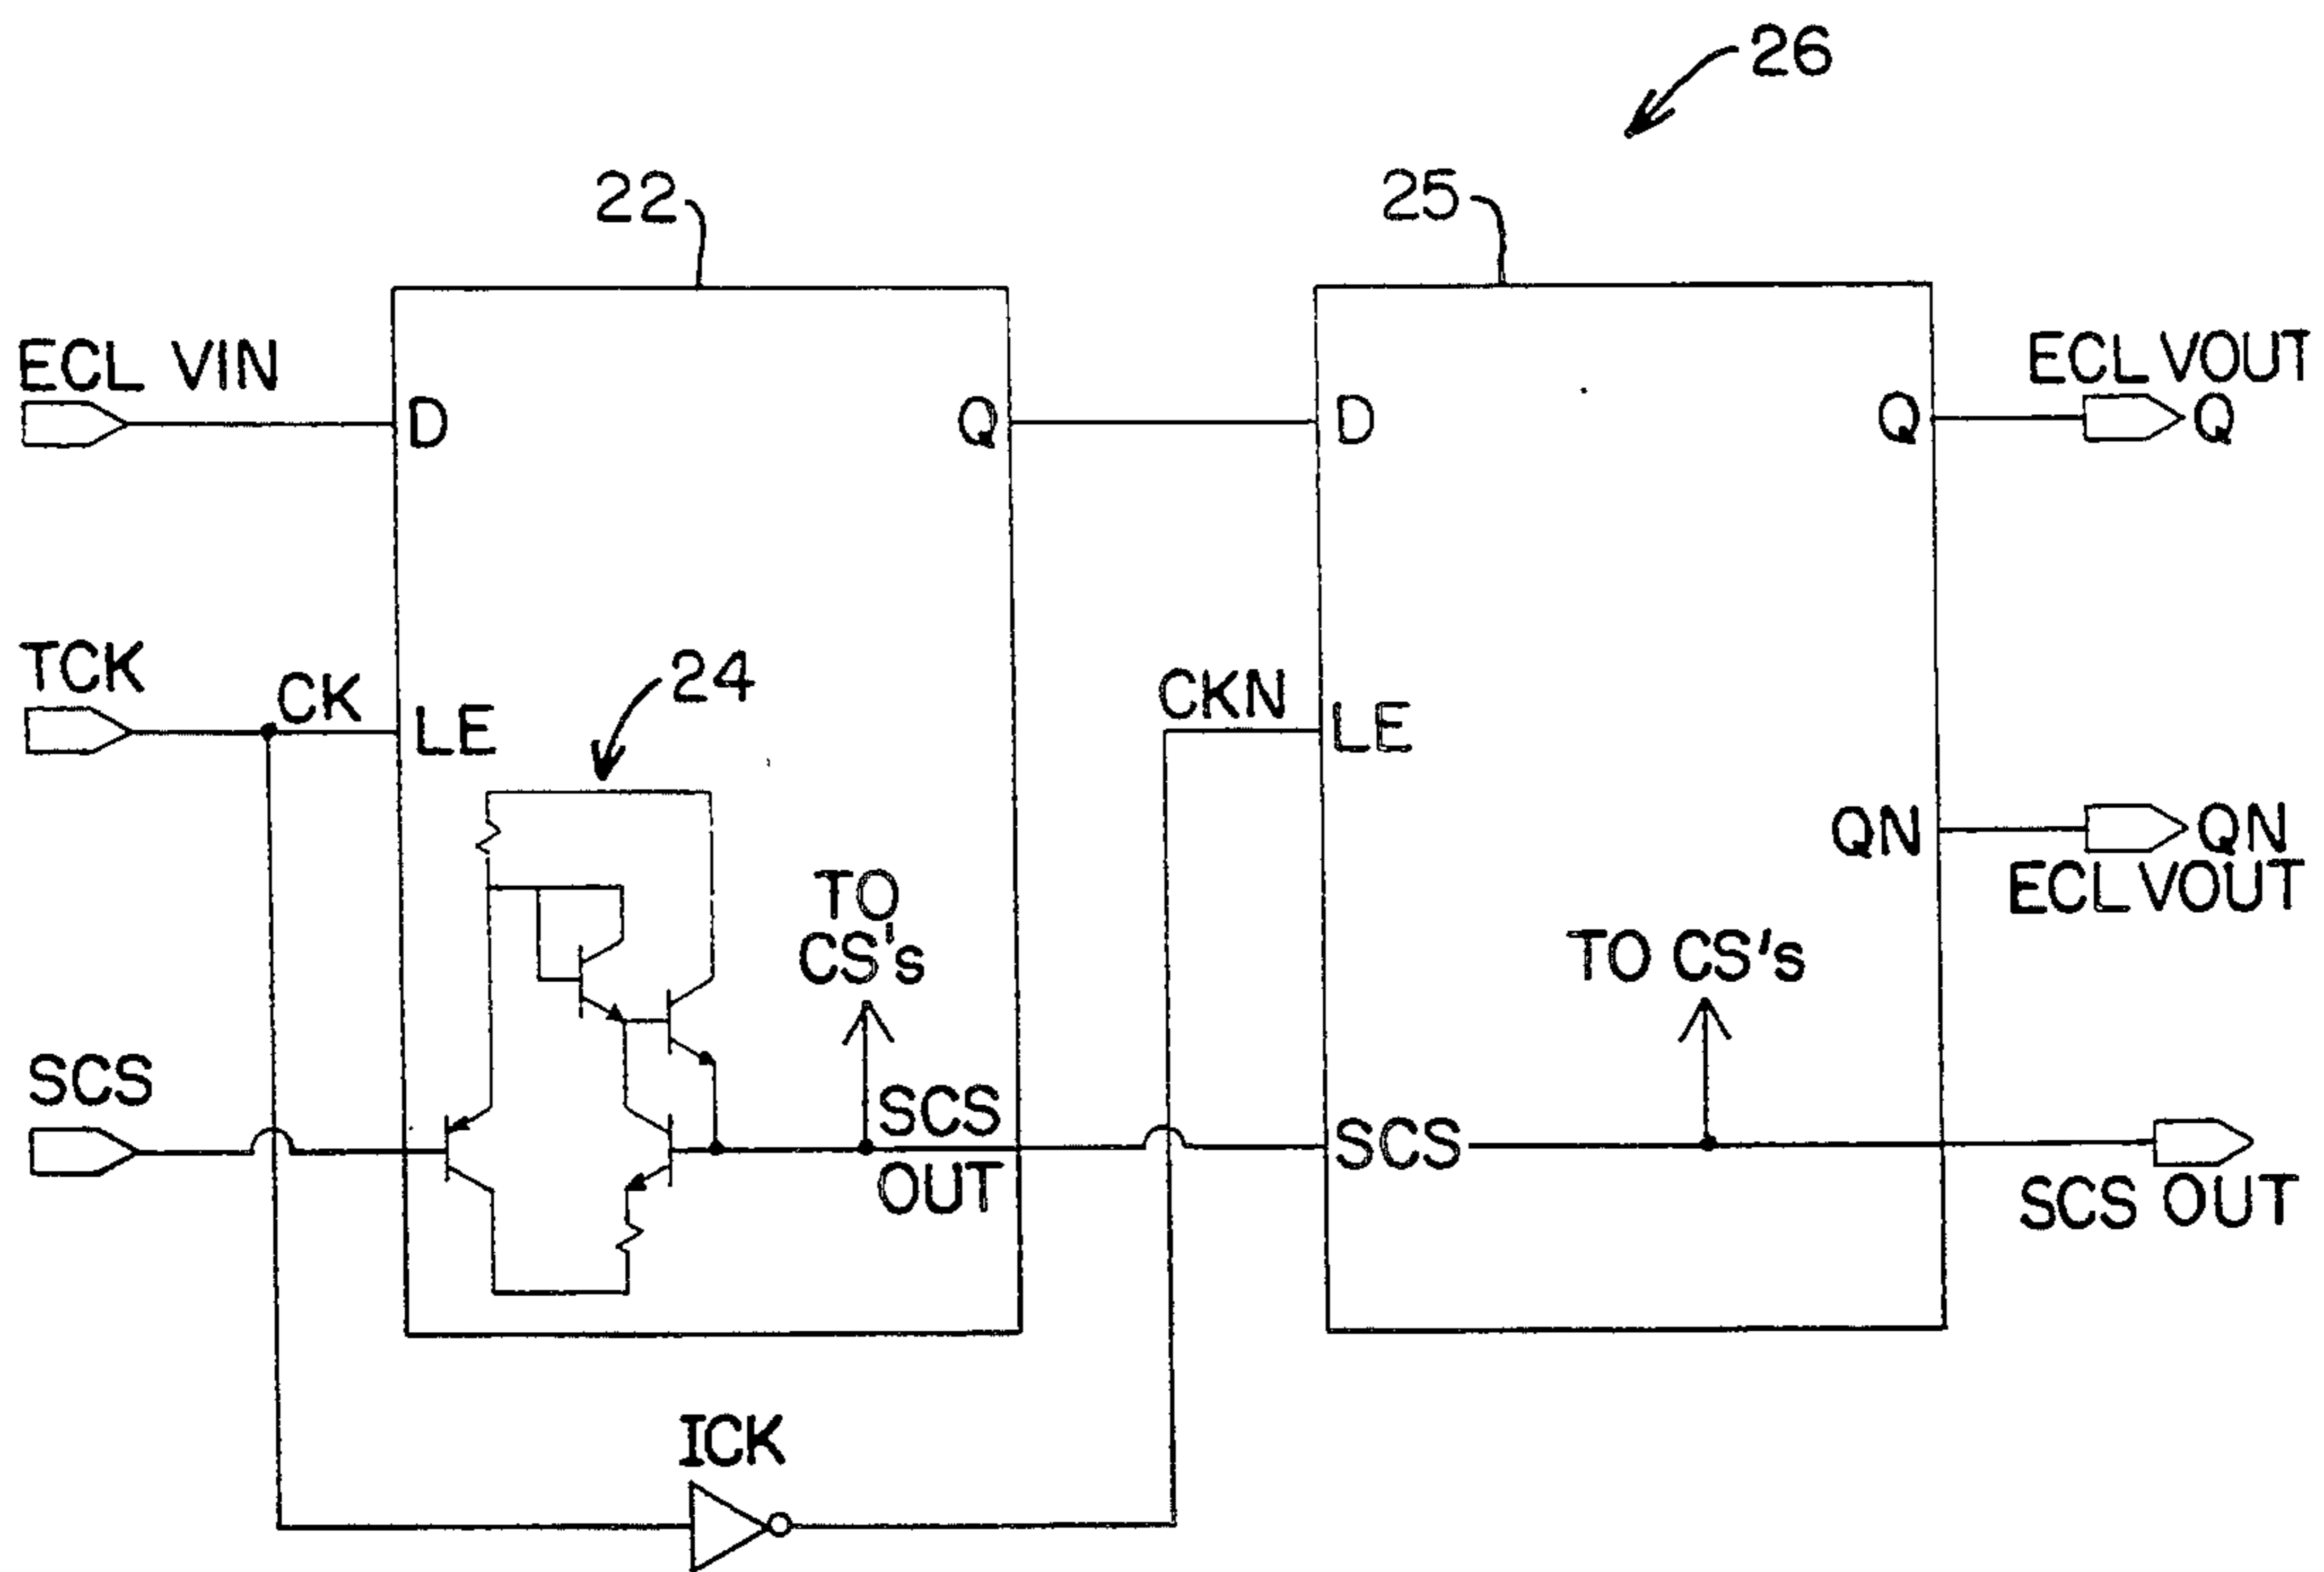 26
22
25
ECL VIN
D
Q
D
Q
ECL VOUT
Q
TCK
CK
LE
24
CKN
LE
QN
QN
ECL VOUT
TO
CS's
TO CS's
SCS
SCS
OUT
SCS
SCS OUT
ICK